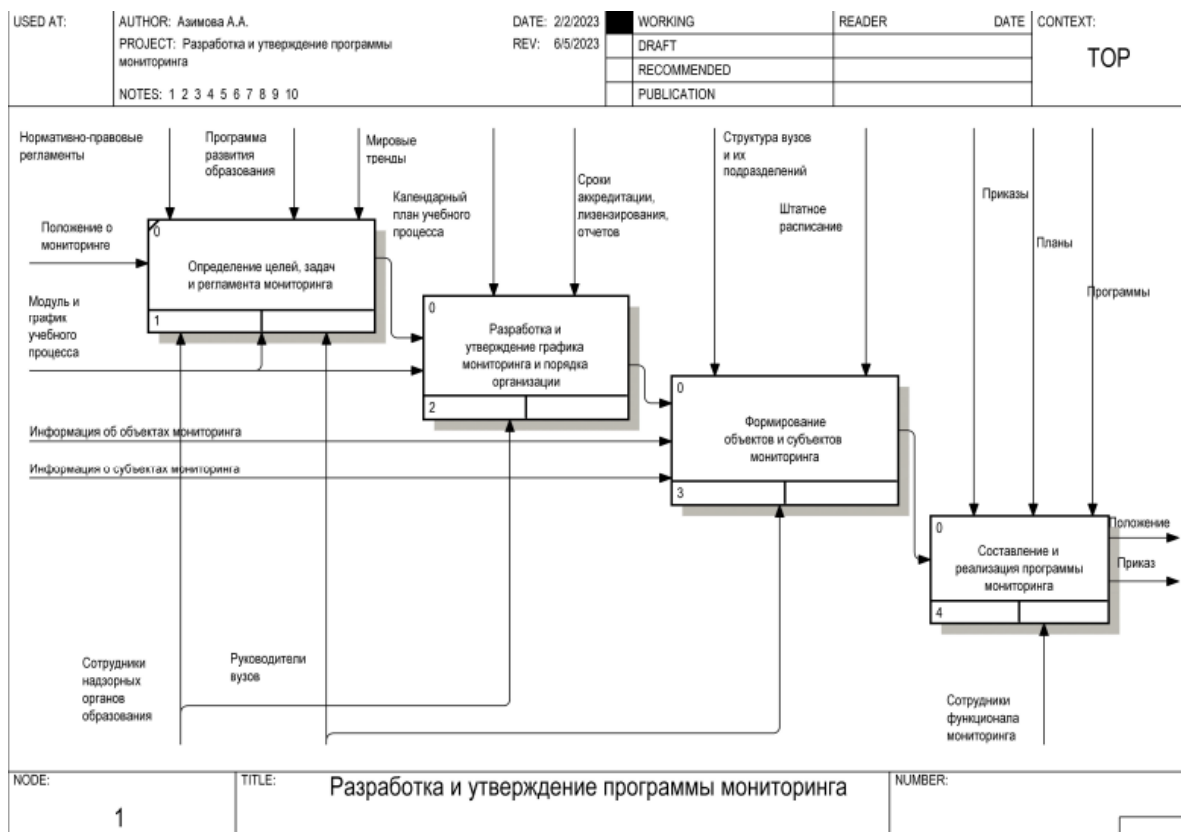 USED AT:
AUTHOR: Азимова А.А.
DATE: 2/2/2023
WORKING
READER
DATE
CONTEXT:
PROJECT: Разработка и утверждение программы
мониторинга
REV: 6/5/2023
DRAFT
TOP
RECOMMENDED
NOTES: 1 2 3 4 5 6 7 8 9 10
PUBLICATION
Нормативно-правовые
регламенты
Программа
развития
образования
Мировые
тренды
Календарный
план учебного
процесса
Сроки
аккредитации,
лизензирования,
отчетов
Структура вузов
и их
подразделений
Штатное
расписание
Приказы
Планы
Программы
Положение о
мониторинге
0
Определение целей, задач
и регламента мониторинга
1
Модуль и
график
учебного
процесса
0
Разработка и
утверждение графика
мониторинга и порядка
организации
2
Информация об объектах мониторинга
Информация о субъектах мониторинга
0
Формирование
объектов и субъектов
мониторинга
3
0
Составление и
реализация программы
мониторинга
4
Положение
Приказ
Сотрудники
надзорных
органов
образования
Руководители
вузов
Сотрудники
функционала
мониторинга
NODE:
1
TITLE:
Разработка и утверждение программы мониторинга
NUMBER: